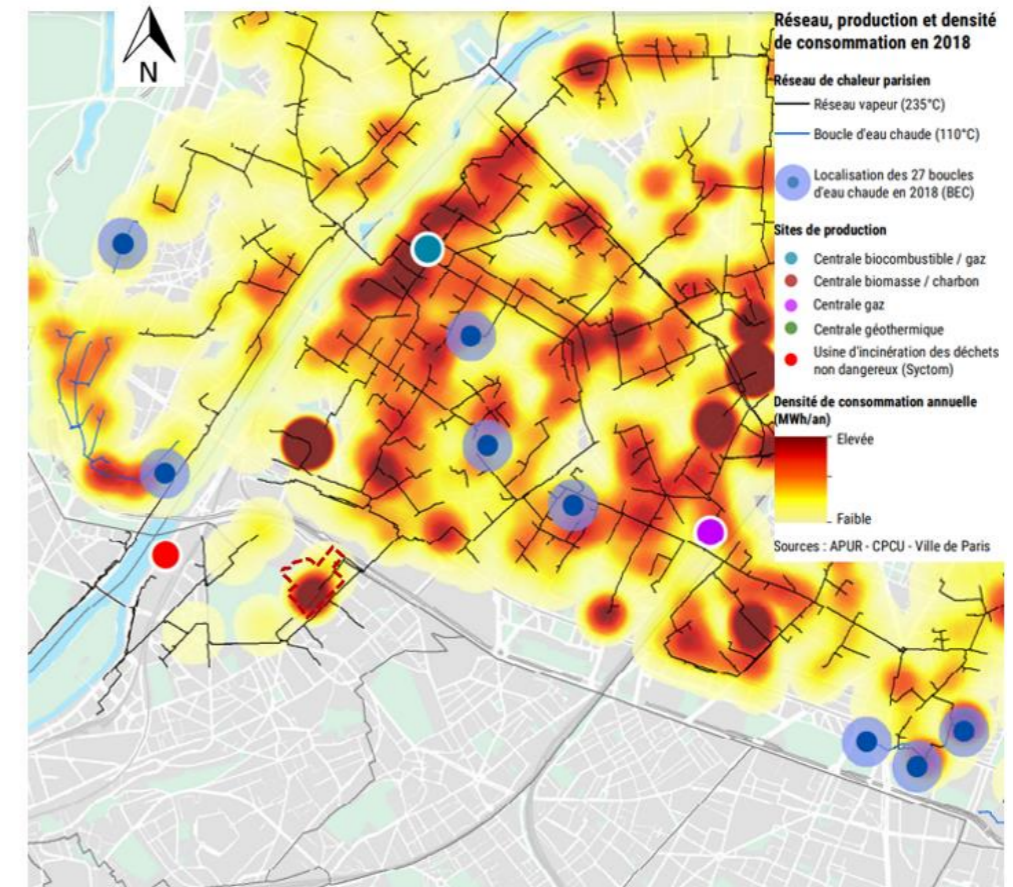 N
Réseau, production et densité
de consommation en 2018
Réseau de chaleur parisien
Réseau vapeur (235°C)
Boucle d'eau chaude (110°C)
Localisation des 27 boucles
d'eau chaude en 2018 (BEC)
Sites de production
Centrale biocombustible / gaz
Centrale biomasse / charbon
Centrale gaz
Centrale géothermique
Usine d'incinération des déchets
non dangereux (Syctom)
Densité de consommation annuelle
(MWh/an)
Elevée
Faible
Sources : APUR - CPCU - Ville de Paris